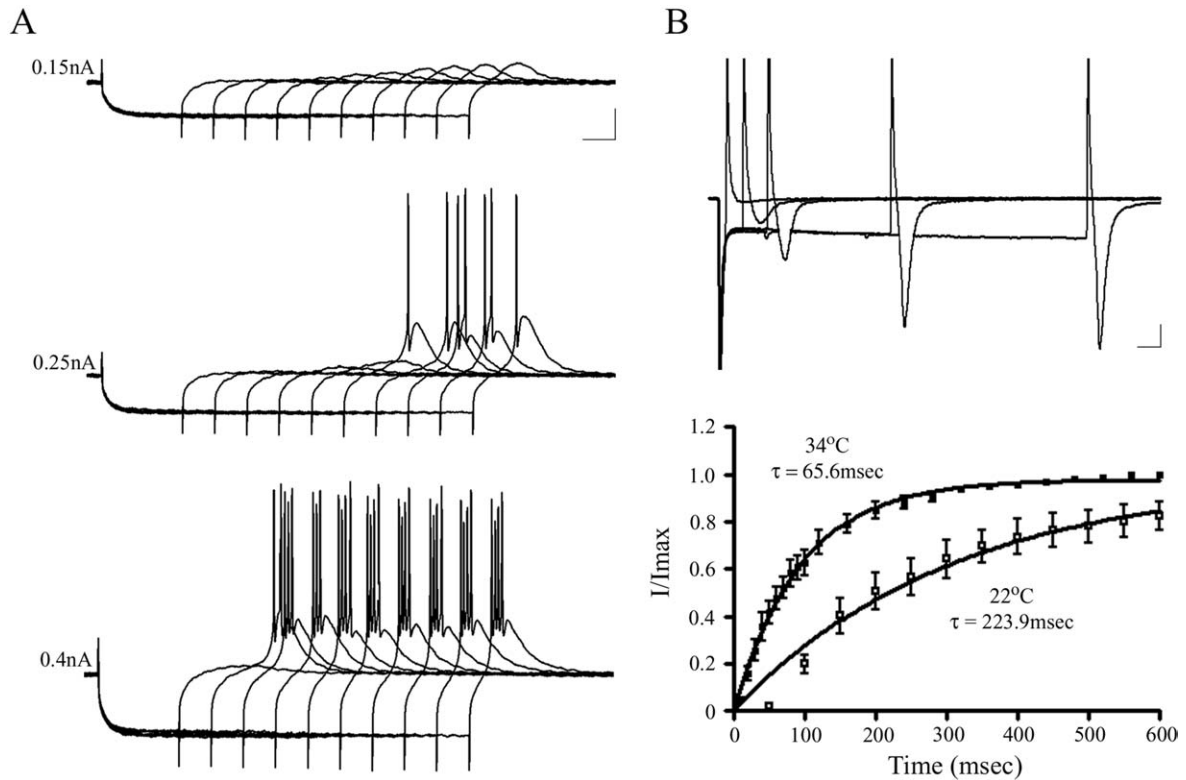 A
0.15nA
0.25nA
0.4nA
B
1.2
1.0
0.8
0.6
0.4
0.2
0
I/Imax
34°C
τ = 65.6msec
22°C
τ = 223.9msec
0 100 200 300 400 500 600
Time (msec)